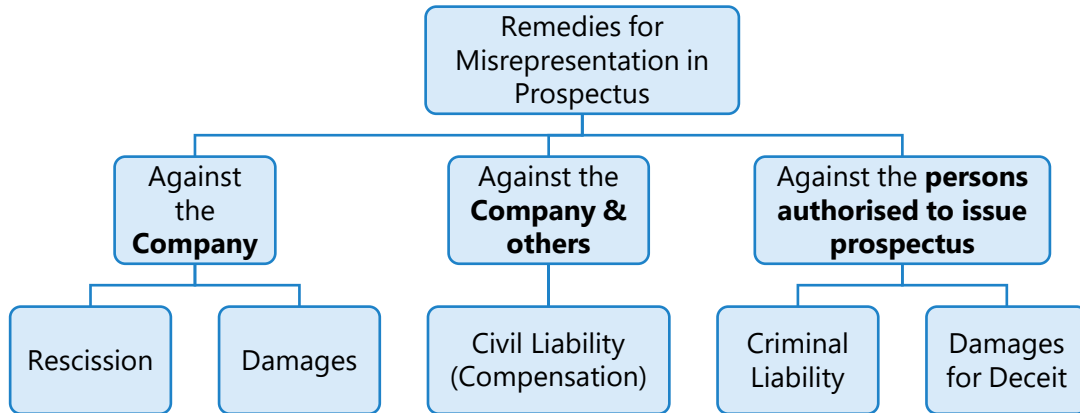 Remedies for
Misrepresentation in
Prospectus
Against
the
Company
Against the
Company &
others
Against the persons
authorised to issue
prospectus
Rescission
Damages
Civil Liability
(Compensation)
Criminal
Liability
Damages
for Deceit